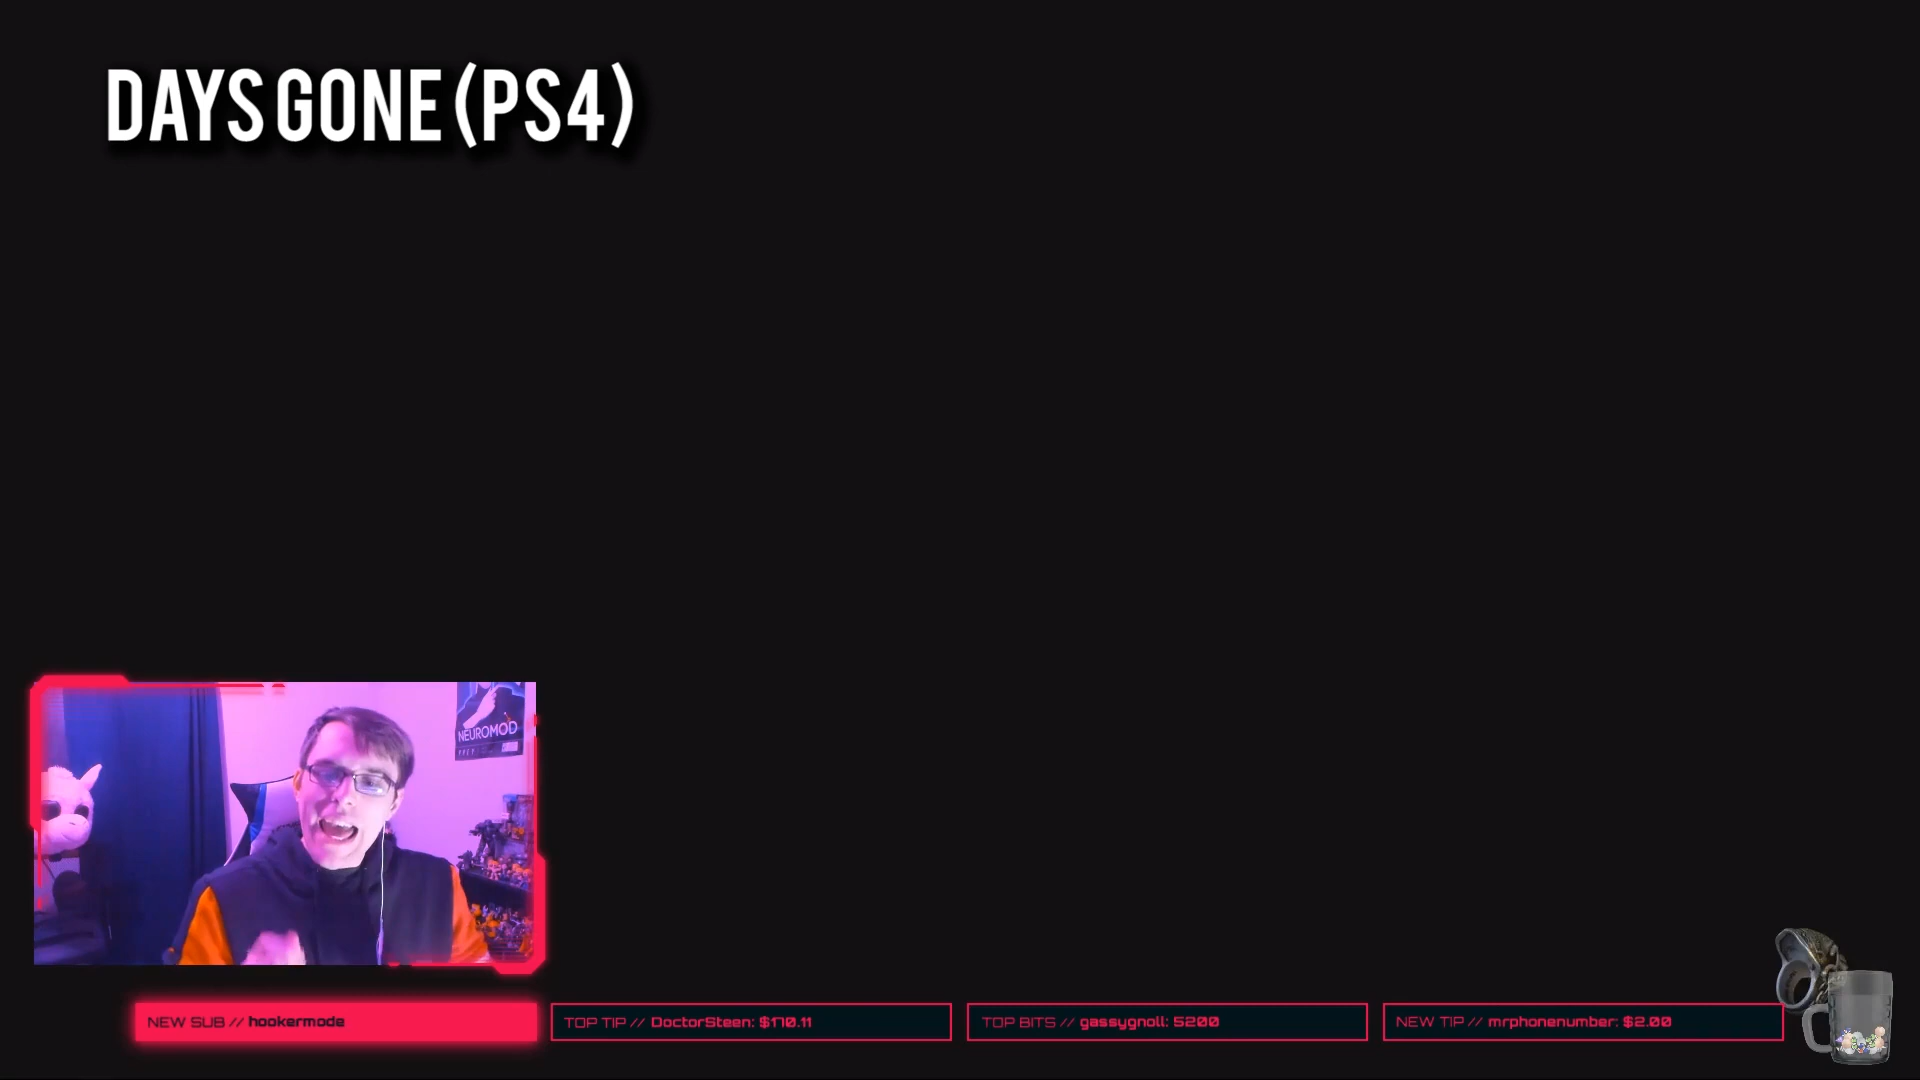 DAYS GONE (PS4)
NEUROMOD
NEW SUB // hookermode
TOP TIP // DoctorSteen: $170.11
TOP BITS // gassygnoll: 5200
NEW TIP // mrphonenumber: $2.00